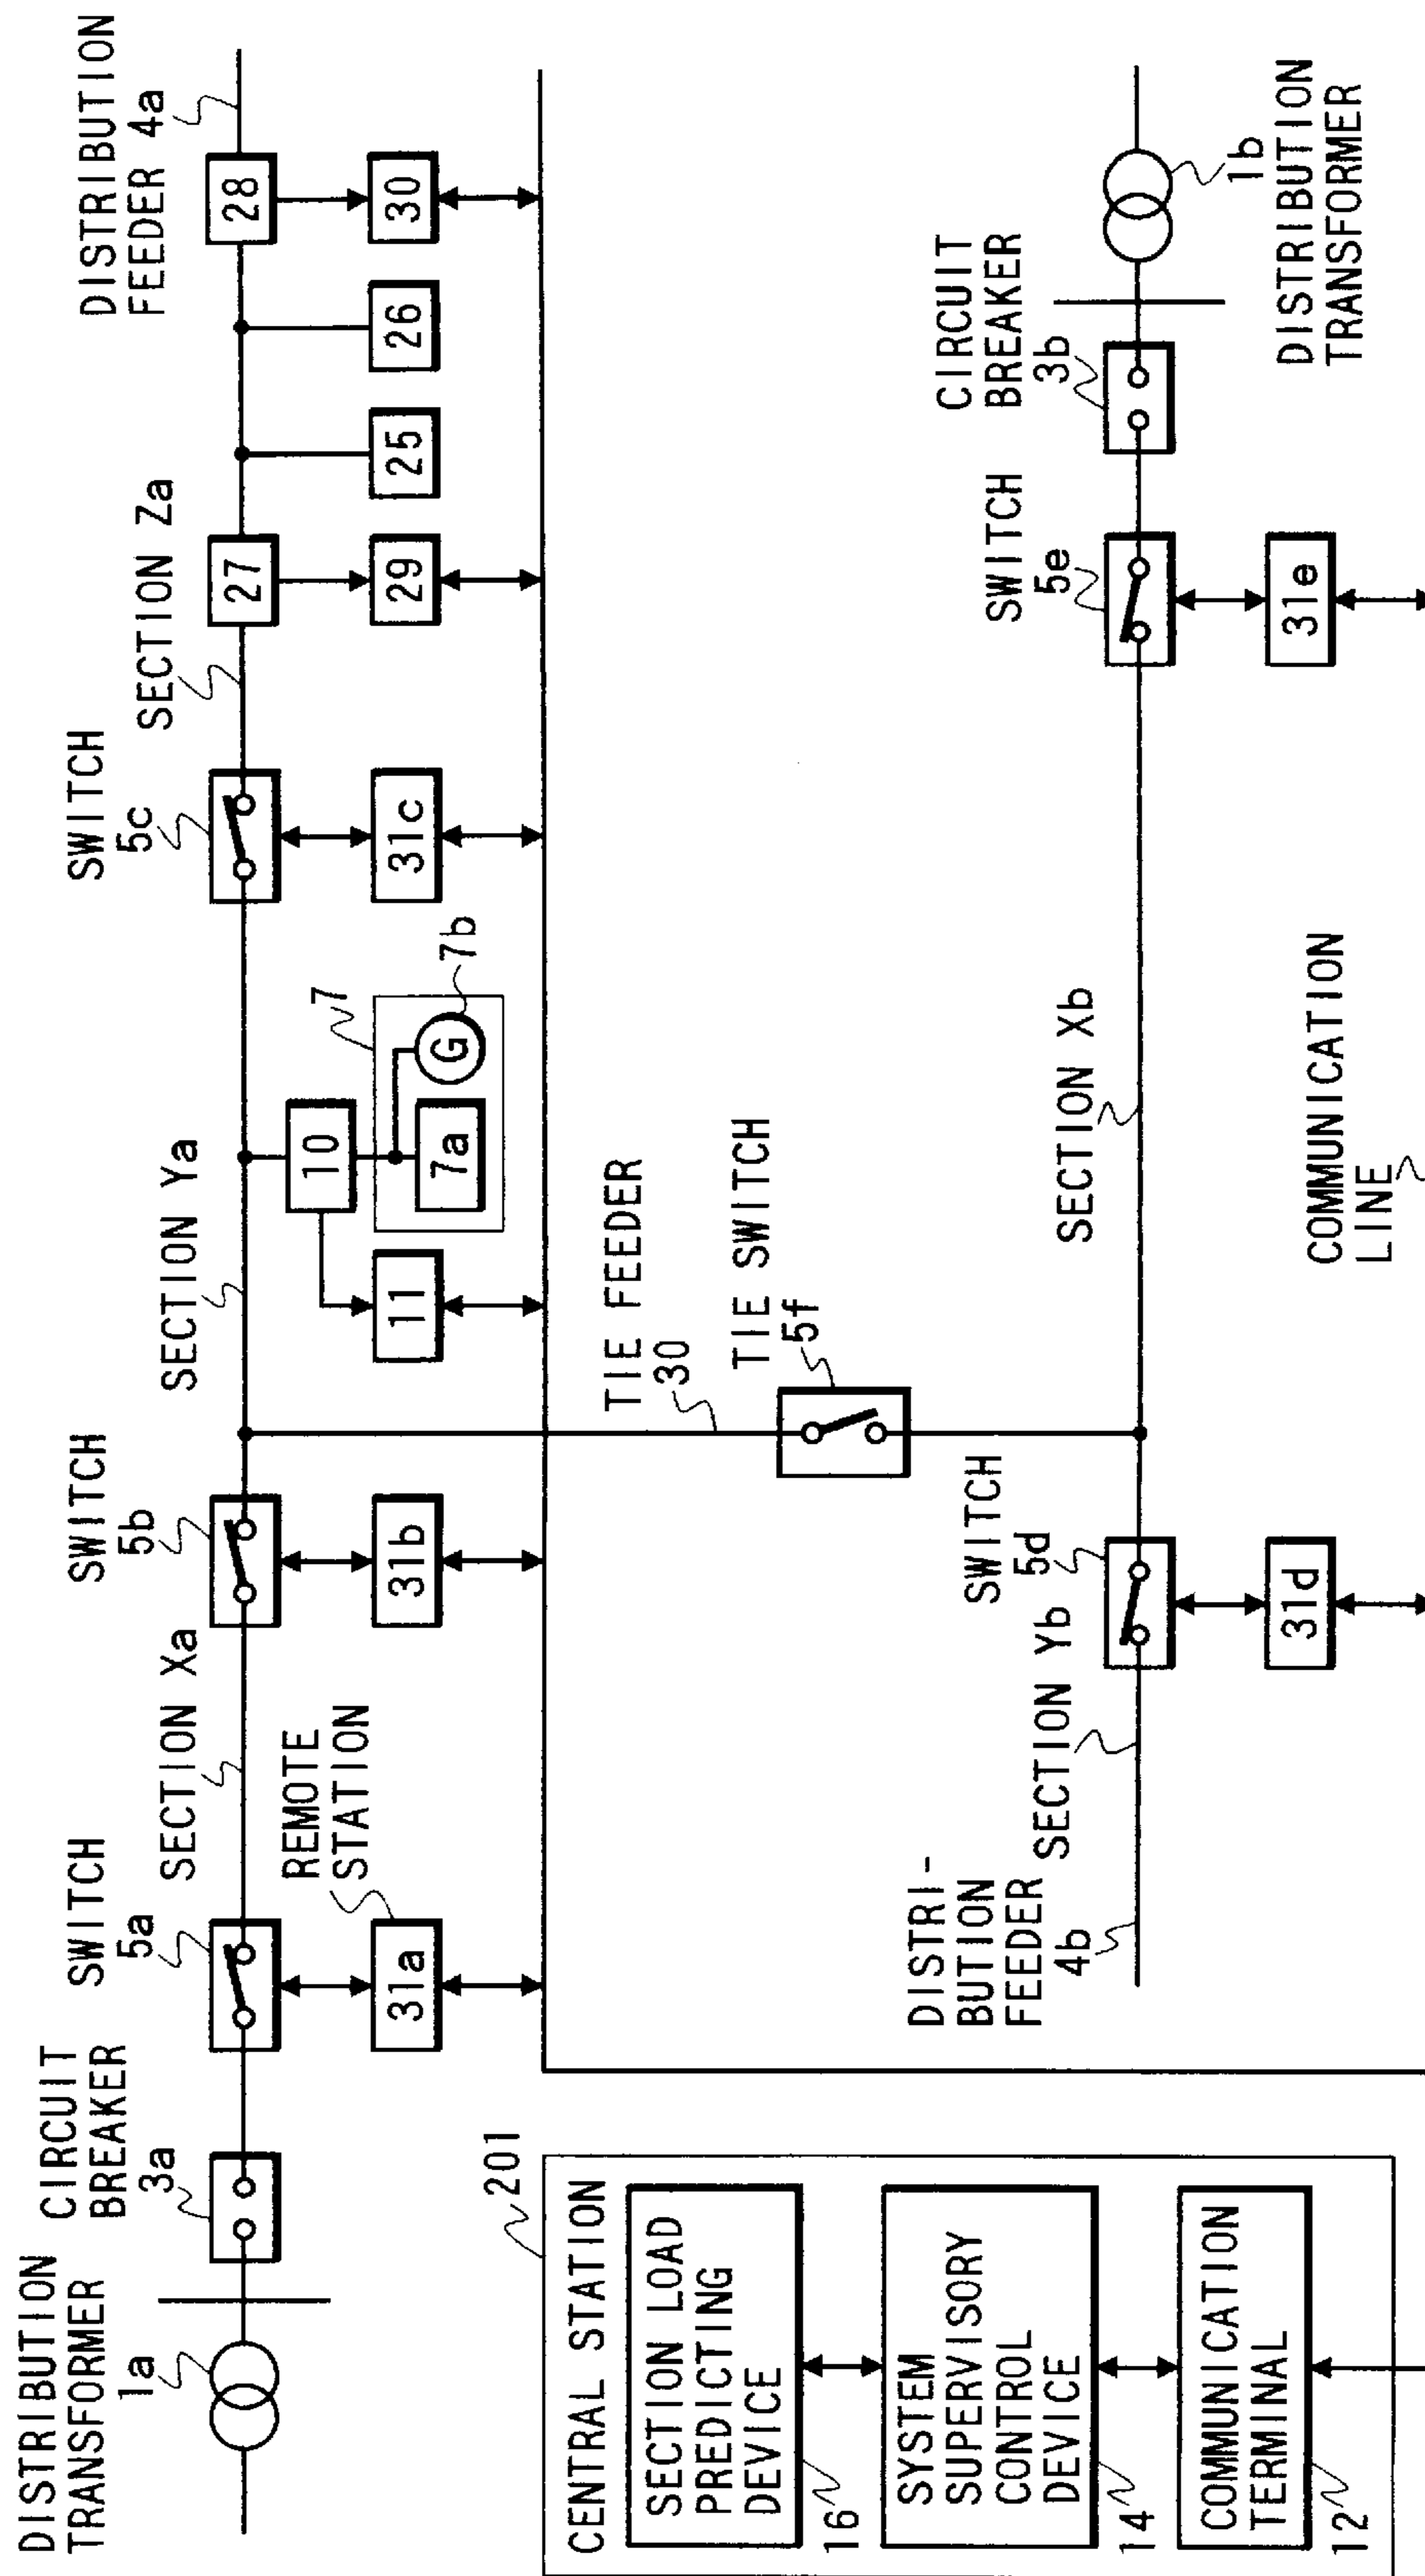 DISTRIBUTION
TRANSFORMER
1a
CIRCUIT
BREAKER
3a
SWITCH
5a
SECTION Xa
SWITCH
5b
SECTION Ya
SWITCH
5c
SECTION Za
DISTRIBUTION
FEEDER 4a
27
28
REMOTE
STATION
31a
31b
11
10
7
7a
7b
G
31c
29
25
26
30
TIE FEEDER
30
TIE SWITCH
5f
201
CENTRAL STATION
SECTION LOAD
PREDICTING
DEVICE
16
SYSTEM
SUPERVISORY
CONTROL
DEVICE
14
COMMUNICATION
TERMINAL
12
DISTRI-
BUTION
FEEDER
4b
SECTION Yb
SWITCH
5d
31d
SECTION Xb
SWITCH
5e
31e
CIRCUIT
BREAKER
3b
1b
DISTRIBUTION
TRANSFORMER
COMMUNICATION
LINE